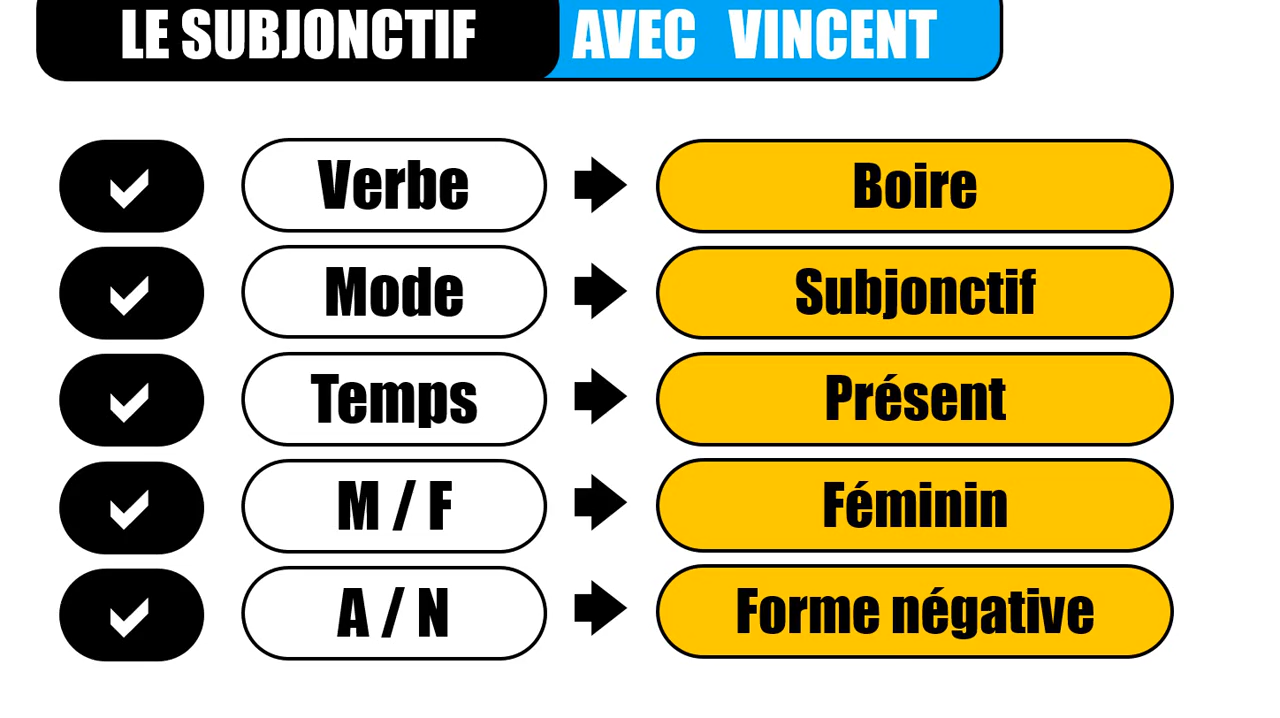 LE SUBJONCTIF AVEC VINCENT
Verbe Boire
Mode Subjonctif
Temps Présent
M / F Féminin
A / N Forme négative